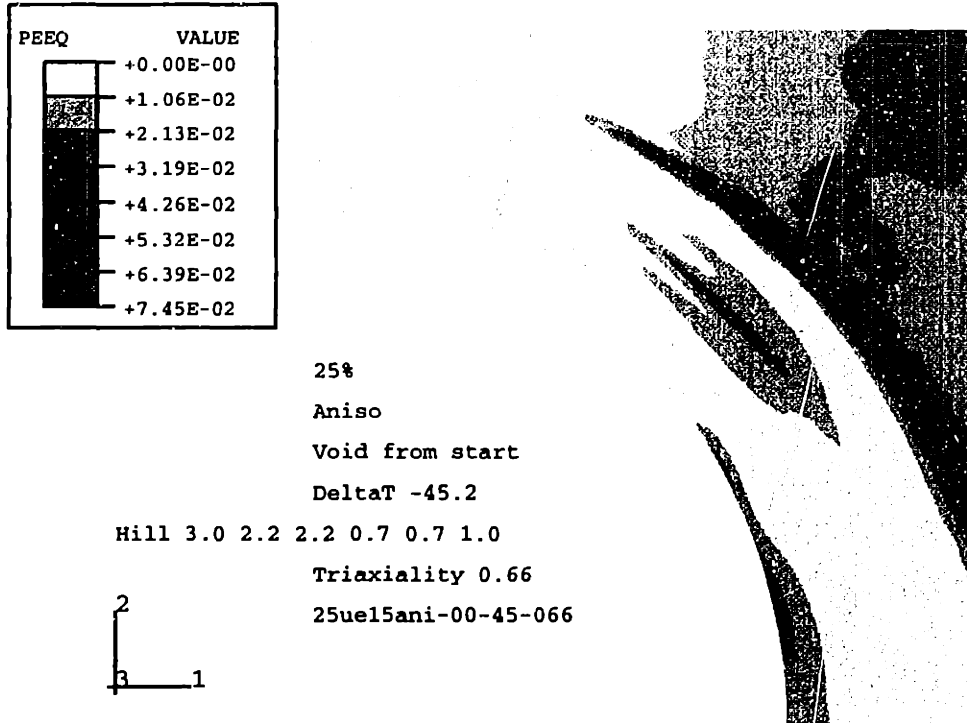 PEEQ VALUE
+0.00E-00
+1.06E-02
+2.13E-02
+3.19E-02
+4.26E-02
+5.32E-02
+6.39E-02
+7.45E-02
25%
Aniso
Void from start
DeltaT -45.2
Hill 3.0 2.2 2.2 0.7 0.7 1.0
Triaxiality 0.66
25ue15ani-00-45-066
2
3 1